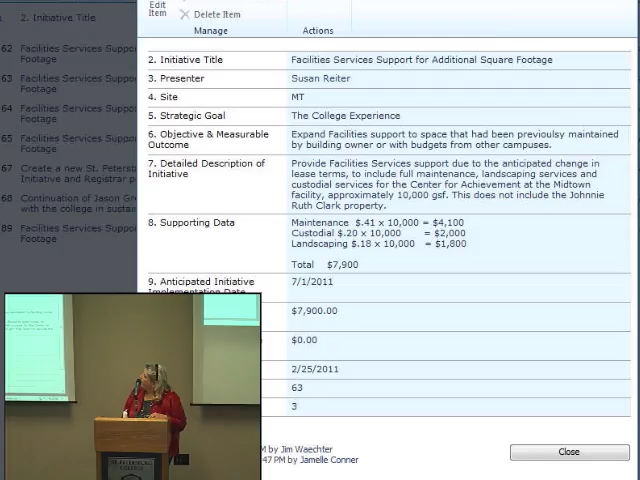 Edit
Item
Delete Item
Manage
Actions
2. Initiative Title
62 Facilities Services Suppo
Footage
63 Facilities Services Suppo
Footage
64 Facilities Services Suppo
Footage
65 Facilities Services Suppo
Footage
67 Create a new St. Petersb
Initiative and Registrar p
68 Continuation of Jason Gr
with the college in susta
89 Facilities Services Suppo
Footage
2. Initiative Title Facilities Services Support for Additional Square Footage
3. Presenter Susan Reiter
4. Site MT
5. Strategic Goal The College Experience
6. Objective & Measurable
Outcome
Expand Facilities support to space that had been previoulsy maintained
by building owner or with budgets from other campuses.
7. Detailed Description of
Initiative
Provide Facilities Services support due to the anticipated change in
lease terms, to include full maintenance, landscaping services and
custodial services for the Center for Achievement at the Midtown
facility, approximately 10,000 gsf. This does not include the Johnnie
Ruth Clark property.
8. Supporting Data
Maintenance $.41 x 10,000 = $4,100
Custodial $.20 x 10,000 = $2,000
Landscaping $.18 x 10,000 = $1,800
Total $7,900
9. Anticipated Initiative
Implementation Date
7/1/2011
$7,900.00
$0.00
2/25/2011
63
3
M by Jim Waechter
:47 PM by Jamelle Conner
Close
ST. PETERSBURG
COLLEGE